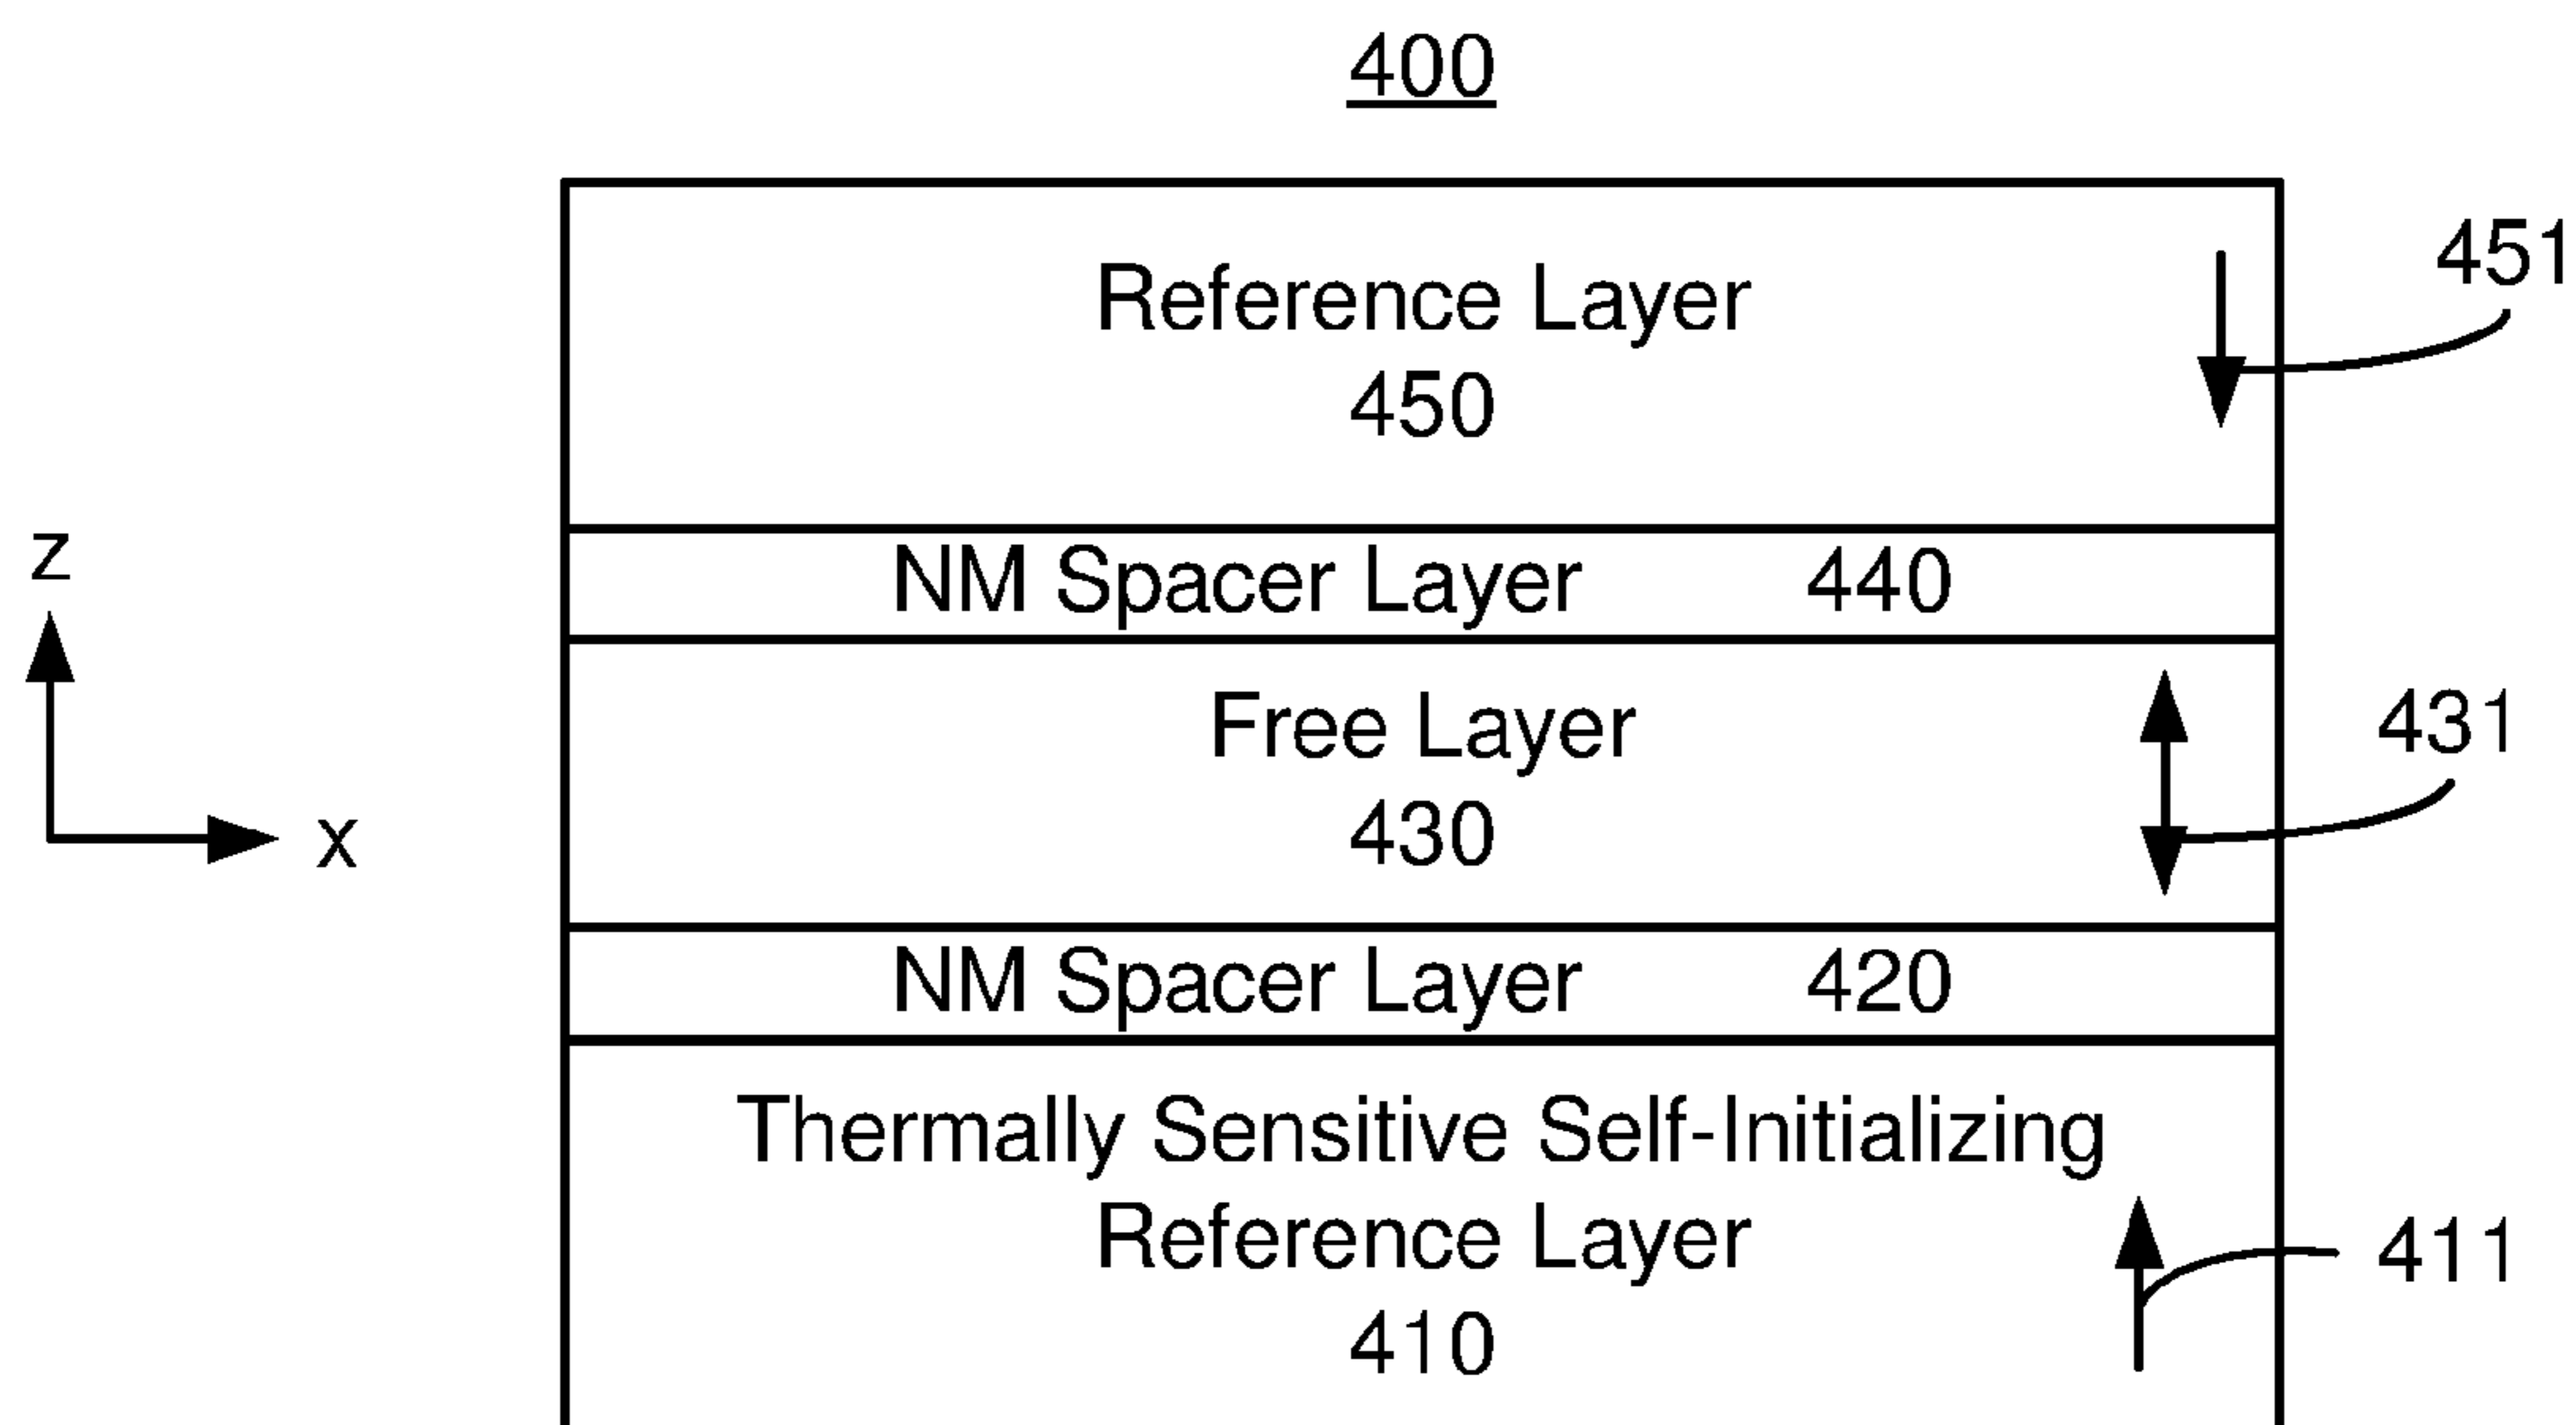 400
Reference Layer
450
451
NM Spacer Layer 440
z
x
Free Layer
430
431
NM Spacer Layer 420
Thermally Sensitive Self-Initializing
Reference Layer
410
411